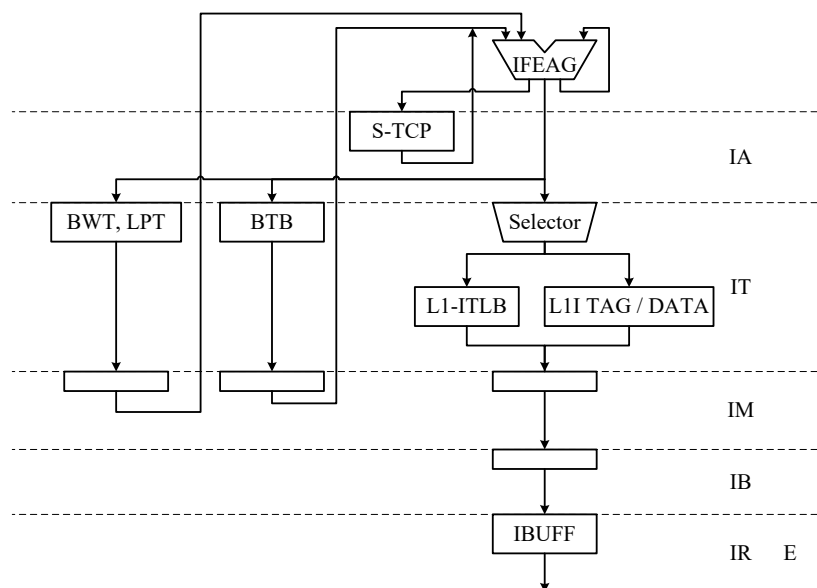 IFEAG
S-TCP
IA
BWT, LPT
BTB
Selector
IT
L1-ITLB
L1I TAG / DATA
IM
IB
IBUFF
IR E